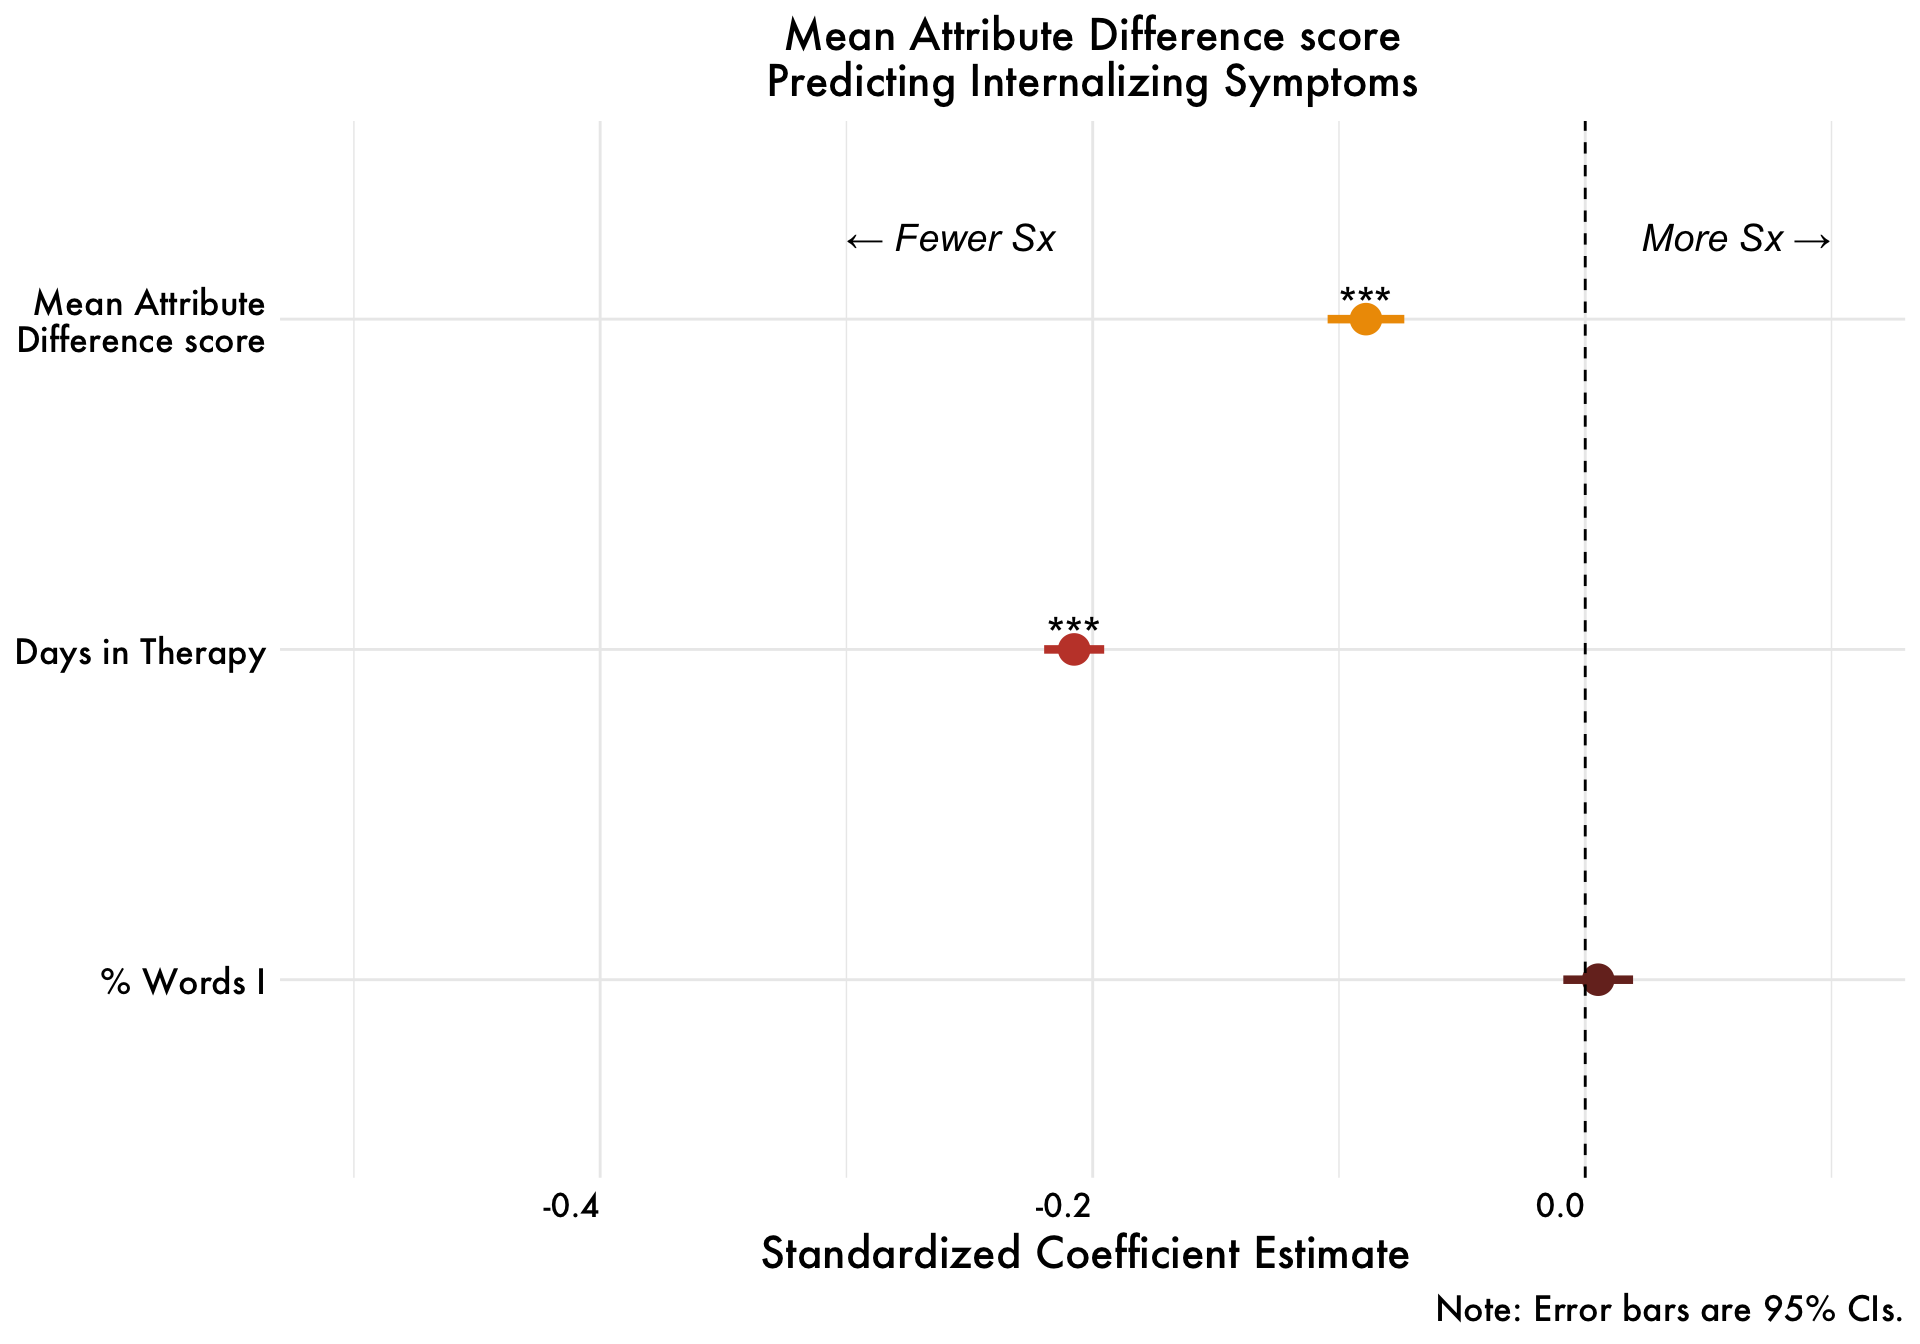 Mean Attribute Difference score
Predicting Internalizing Symptoms
← Fewer Sx
More Sx →
Mean Attribute
Difference score
***
Days in Therapy
***
% Words I
-0.4
-0.2
0.0
Standardized Coefficient Estimate
Note: Error bars are 95% CIs.